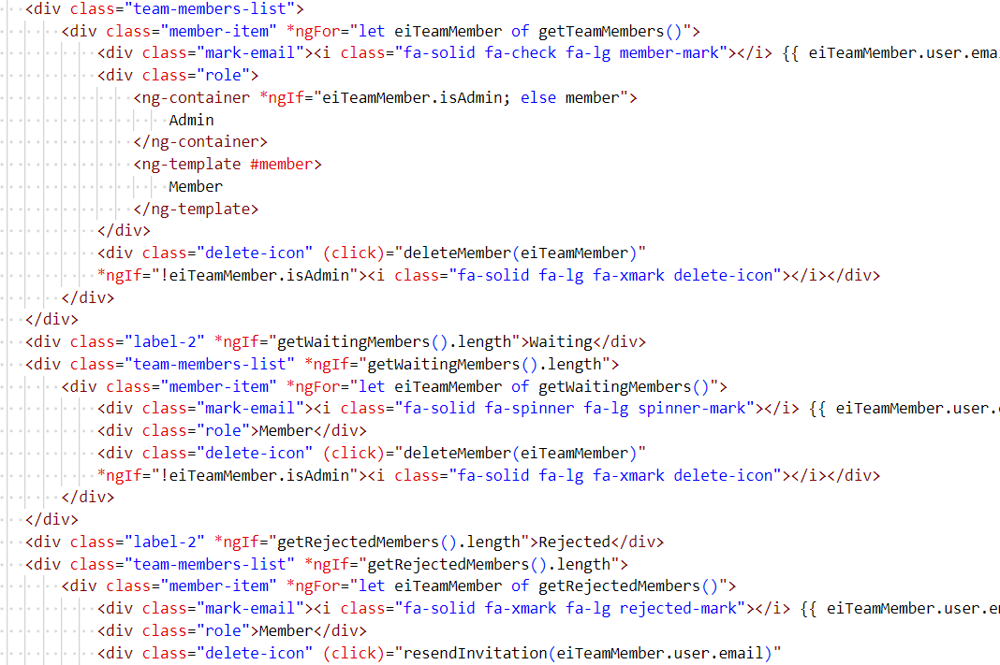 <div class="team-members-list">
<div class="member-item" *ngFor="let eiTeamMember of getTeamMembers()">
<div class="mark-email"><i class="fa-solid fa-check fa-lg member-mark"></i> {{ eiTeamMember.user.emai
<div class="role">
<ng-container *ngIf="eiTeamMember.isAdmin; else member">
Admin
</ng-container>
<ng-template #member>
Member
</ng-template>
</div>
<div class="delete-icon" (click)="deleteMember(eiTeamMember)"
*ngIf="!eiTeamMember.isAdmin"><i class="fa-solid fa-lg fa-xmark delete-icon"></i></div>
</div>
</div>
<div class="label-2" *ngIf="getWaitingMembers().length">Waiting</div>
<div class="team-members-list" *ngIf="getWaitingMembers().length">
<div class="member-item" *ngFor="let eiTeamMember of getWaitingMembers()">
<div class="mark-email"><i class="fa-solid fa-spinner fa-lg spinner-mark"></i> {{ eiTeamMember.user.
<div class="role">Member</div>
<div class="delete-icon" (click)="deleteMember(eiTeamMember)"
*ngIf="!eiTeamMember.isAdmin"><i class="fa-solid fa-lg fa-xmark delete-icon"></i></div>
</div>
</div>
<div class="label-2" *ngIf="getRejectedMembers().length">Rejected</div>
<div class="team-members-list" *ngIf="getRejectedMembers().length">
<div class="member-item" *ngFor="let eiTeamMember of getRejectedMembers()">
<div class="mark-email"><i class="fa-solid fa-xmark fa-lg rejected-mark"></i> {{ eiTeamMember.user.e
<div class="role">Member</div>
<div class="delete-icon" (click)="resendInvitation(eiTeamMember.user.email)"